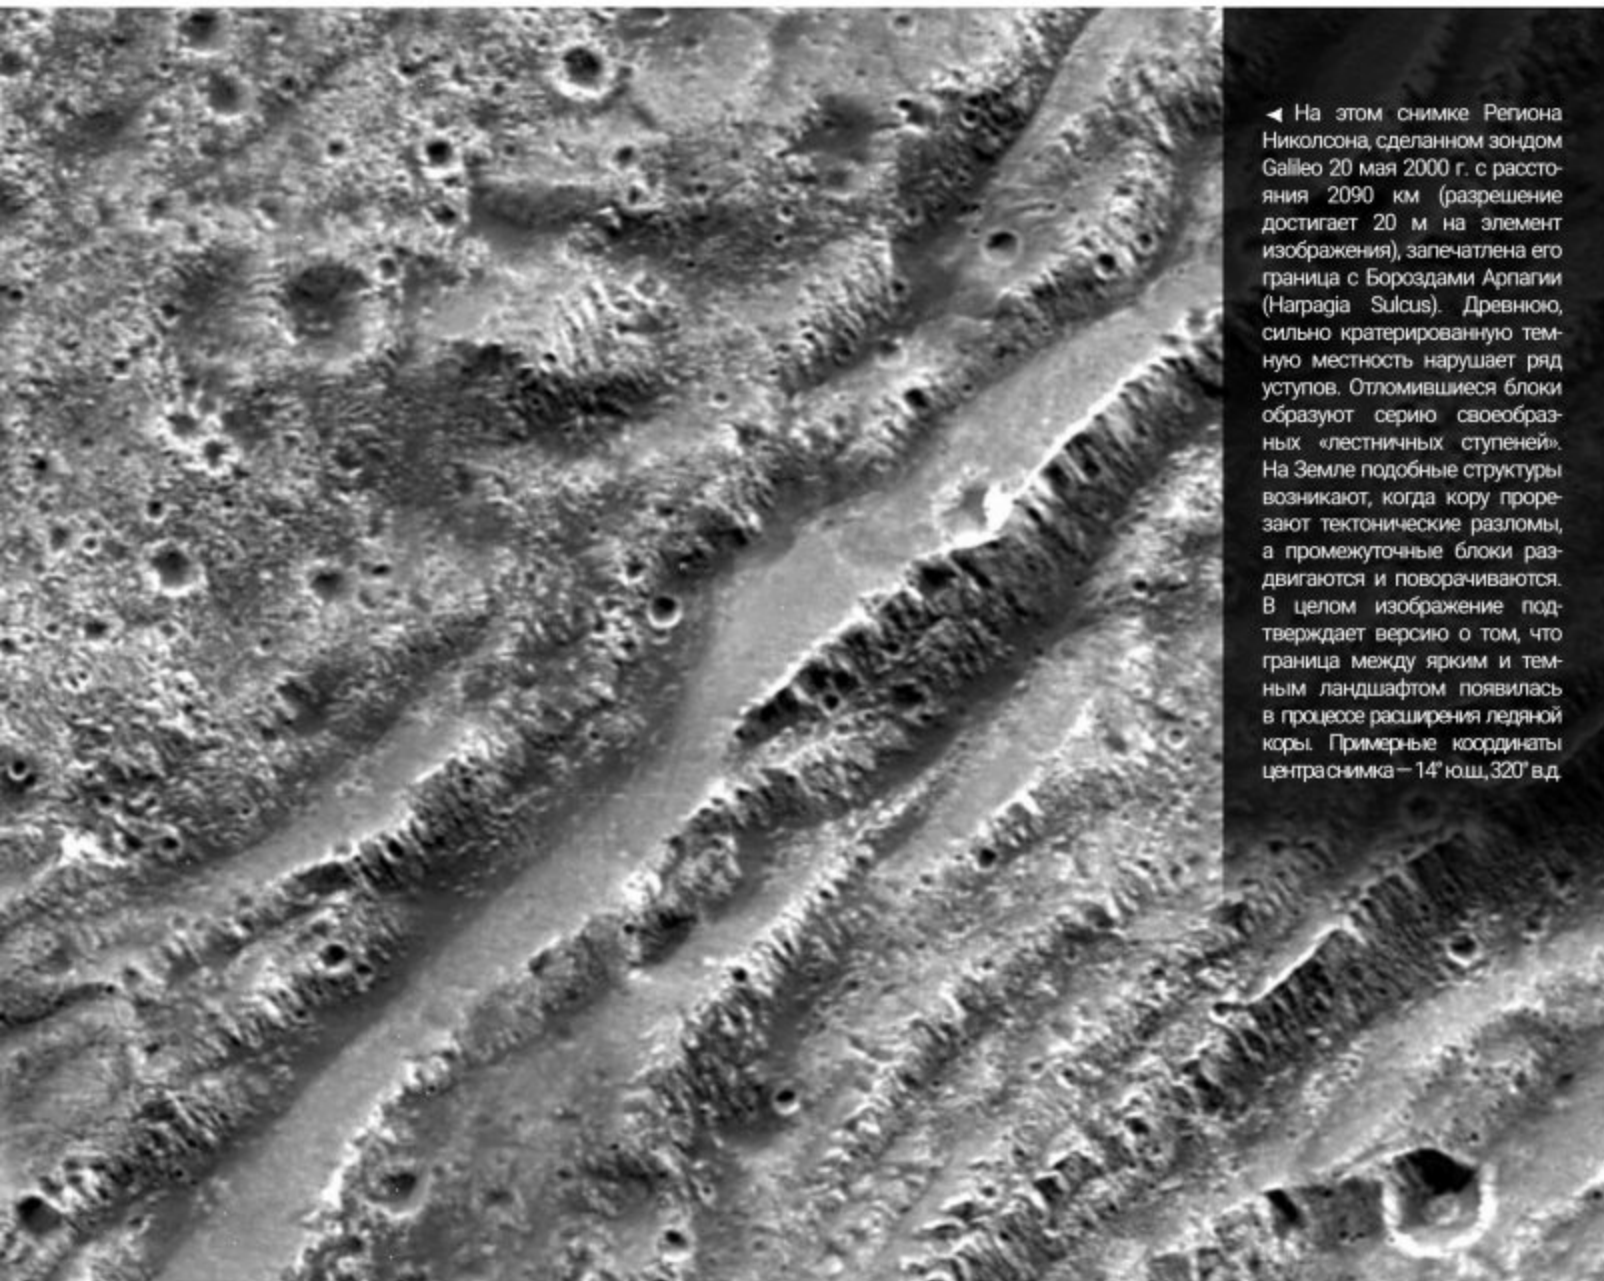 ◄ На этом снимке Региона
Николсона, сделанном зондом
Galileo 20 мая 2000 г. с рассто-
яния 2090 км (разрешение
достигает 20 м на элемент
изображения), запечатлена его
граница с Бороздами Арпагии
(Harpagia Sulcus). Древнюю,
сильно кратерированную тем-
ную местность нарушает ряд
уступов. Отломившиеся блоки
образуют серию своеобраз-
ных «лестничных ступеней».
На Земле подобные структуры
возникают, когда кору проре-
зают тектонические разломы,
а промежуточные блоки раз-
двигаются и поворачиваются.
В целом изображение под-
тверждает версию о том, что
граница между ярким и тем-
ным ландшафтом появилась
в процессе расширения ледяной
коры. Примерные координаты
центра снимка — 14° ю.ш., 320° в.д.